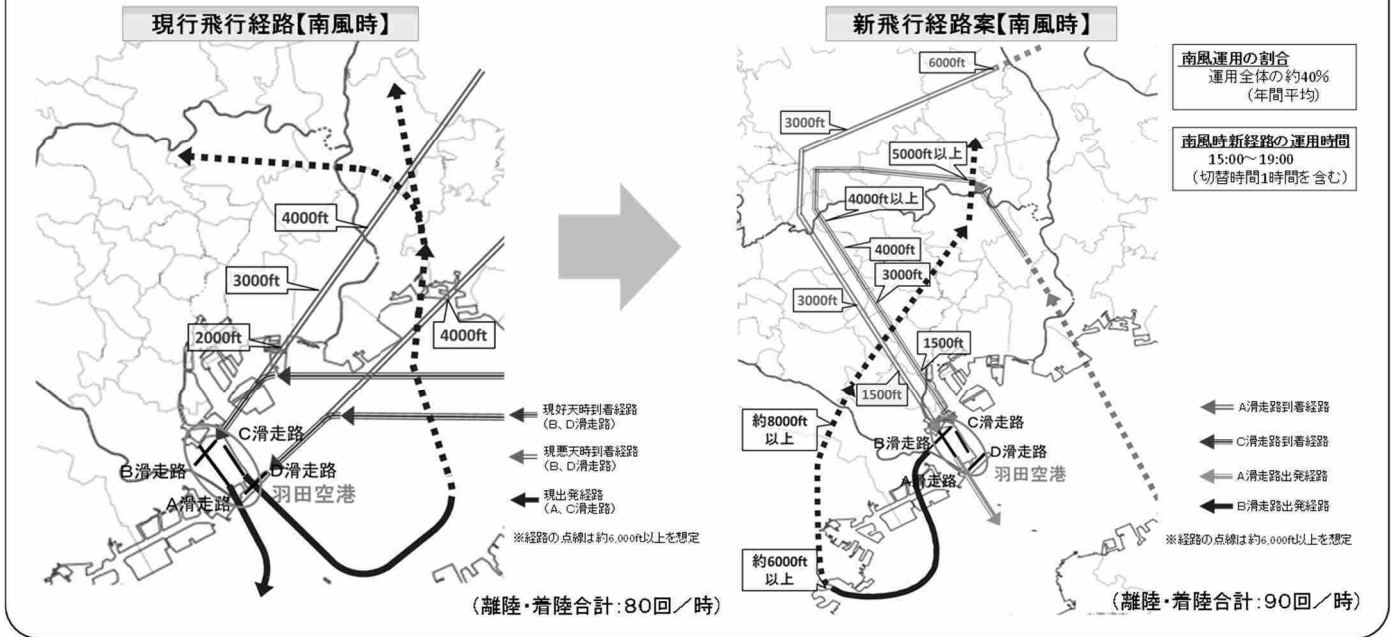 現行飛行経路【南風時】
4000ft
3000ft
2000ft
4000ft
C滑走路
B滑走路
D滑走路
羽田空港
A滑走路
現好天時到着経路
(B、D滑走路)
現悪天時到着経路
(B、D滑走路)
現出発経路
(A、C滑走路)
※経路の点線は約6,000ft以上を想定
(離陸・着陸合計:80回/時)
新飛行経路案【南風時】
6000ft
3000ft
5000ft以上
4000ft以上
4000ft
3000ft
3000ft
1500ft
1500ft
約8000ft
以上
C滑走路
B滑走路
D滑走路
羽田空港
A滑走路
約6000ft
以上
南風運用の割合
運用全体の約40%
(年間平均)
南風時新経路の運用時間
15:00~19:00
(切替時間1時間を含む)
A滑走路到着経路
C滑走路到着経路
A滑走路出発経路
B滑走路出発経路
※経路の点線は約6,000ft以上を想定
(離陸・着陸合計:90回/時)